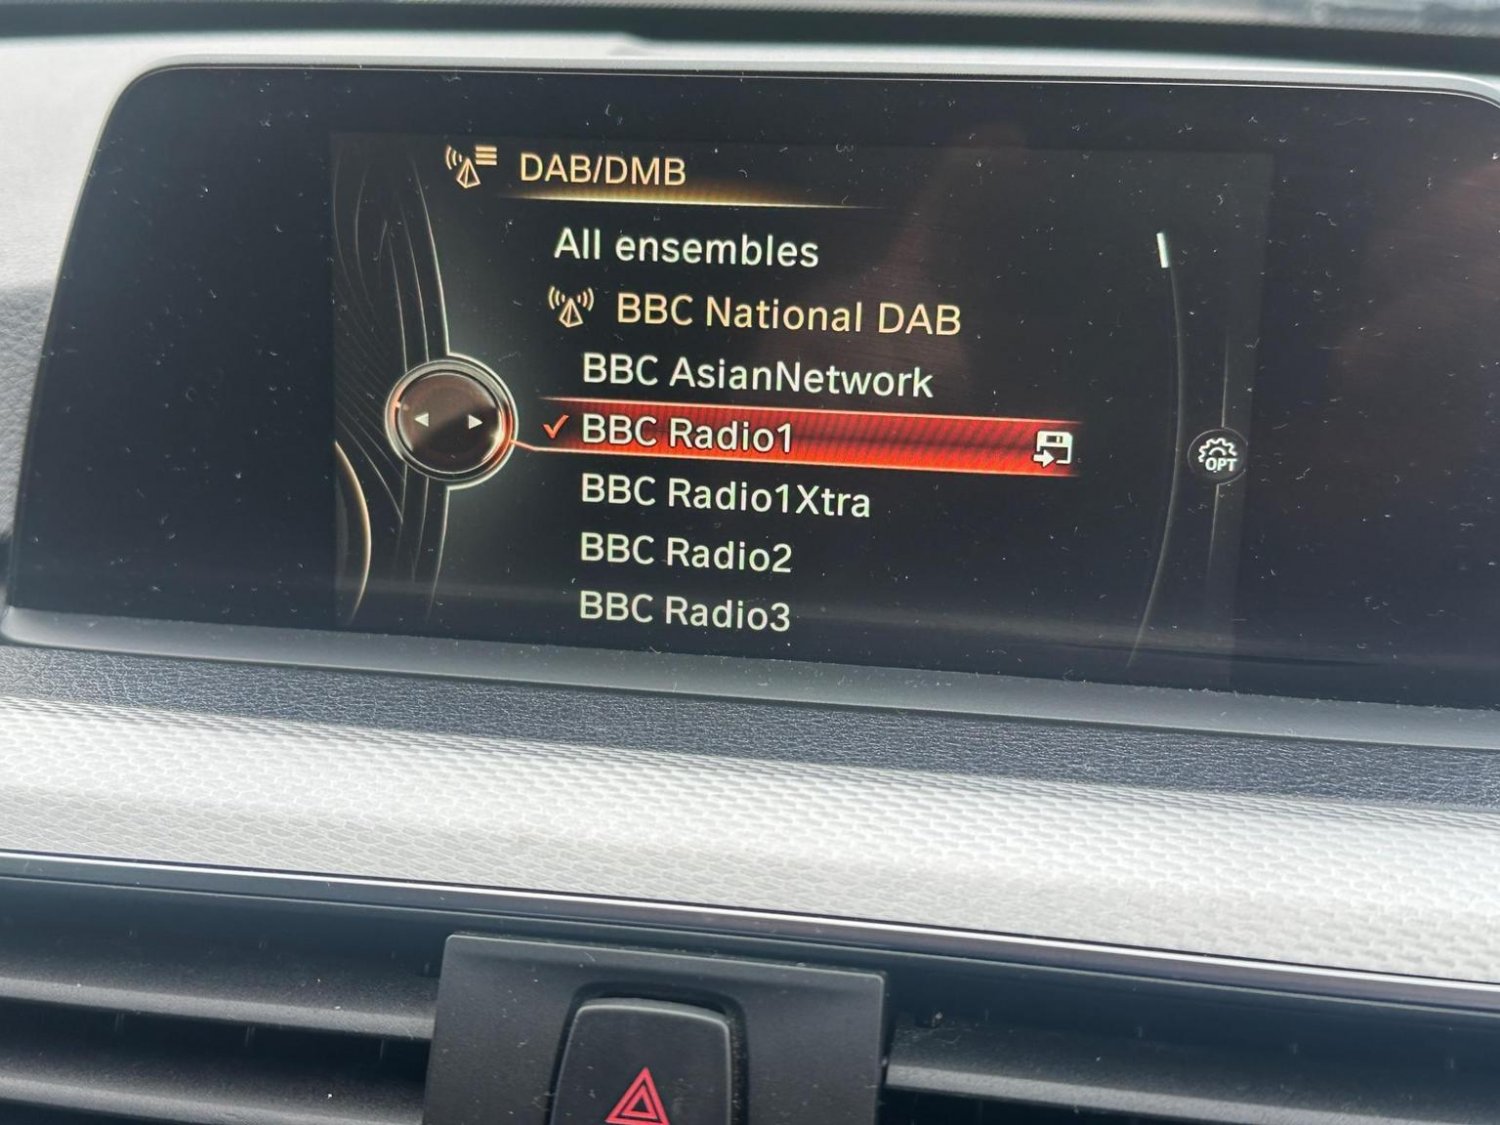 DAB/DMB
All ensembles
BBC National DAB
BBC AsianNetwork
BBC Radio1
OPT
BBC Radio1Xtra
BBC Radio2
BBC Radio3